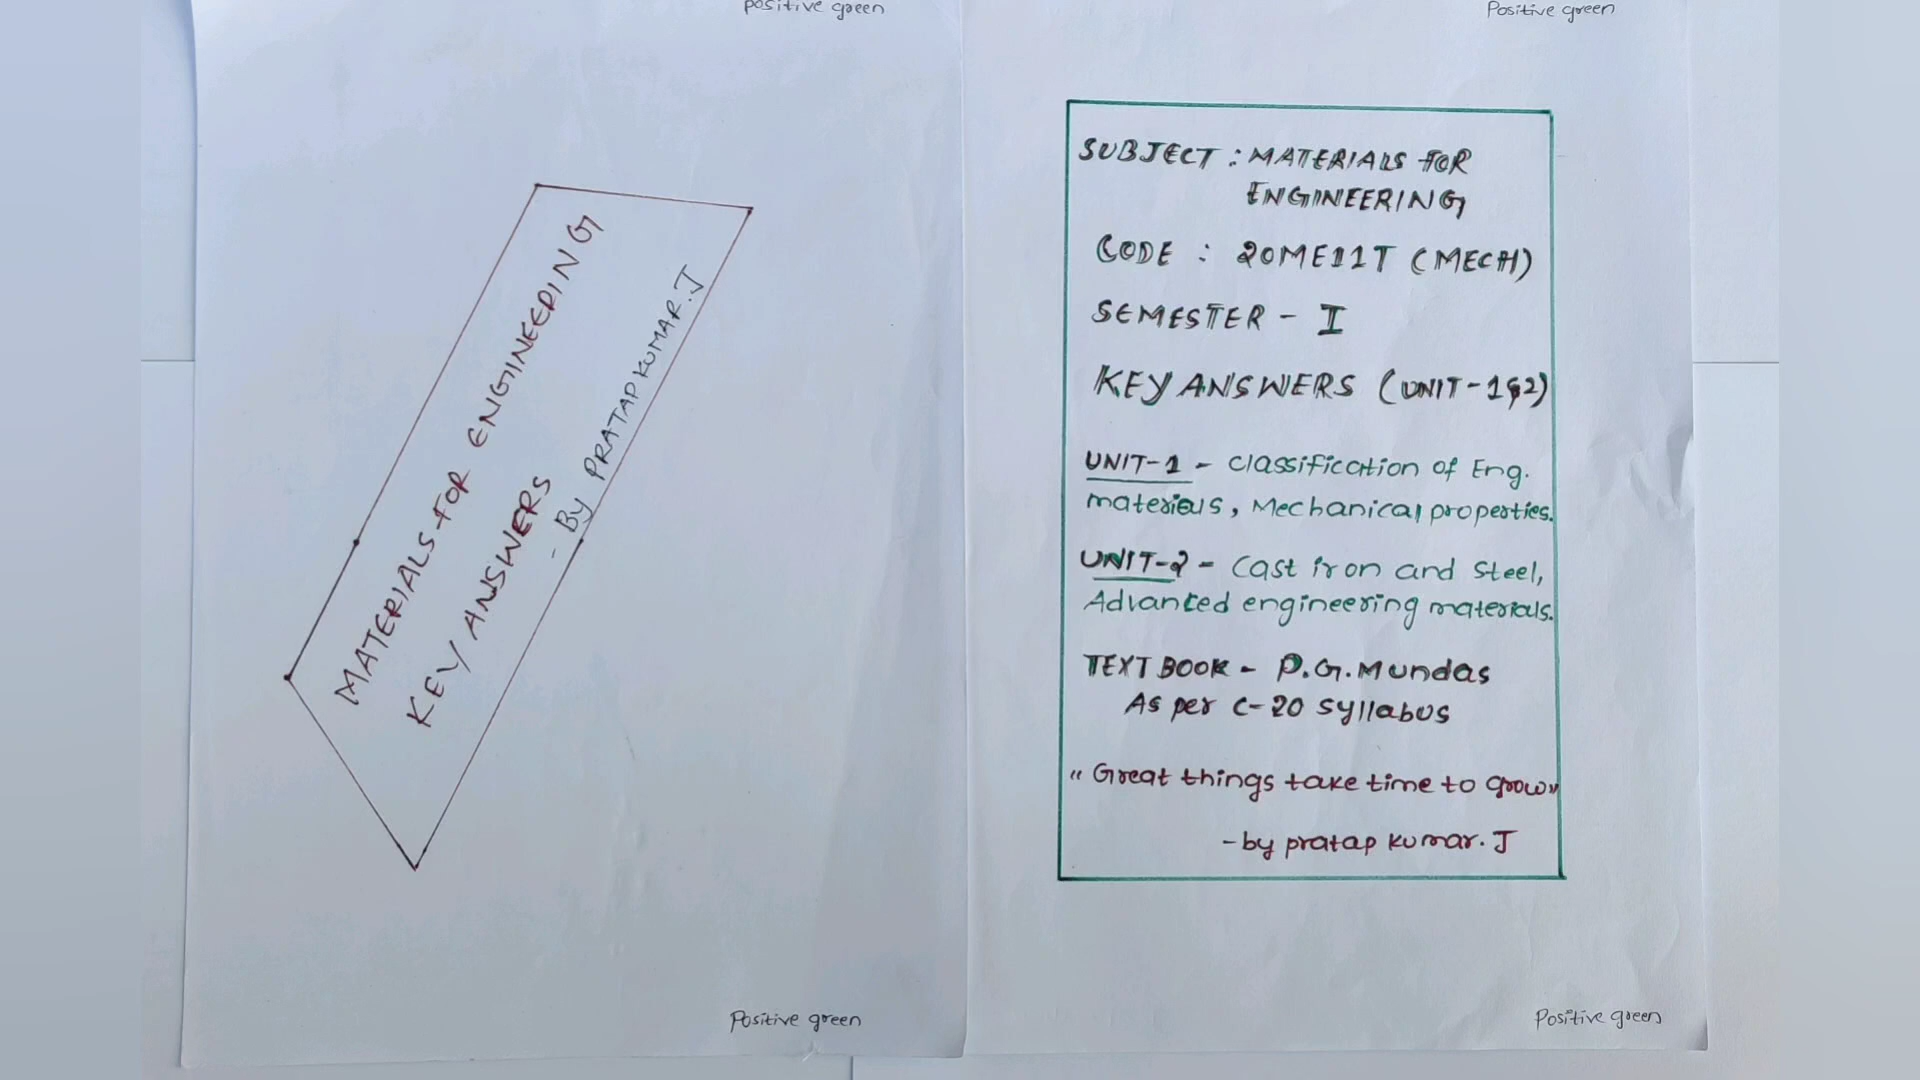 Positive green
MATERIALS FOR ENGINEERING
KEY ANSWERS
- By PRATAP KUMAR.J
Positive green
Positive green
SUBJECT : MATERIALS FOR
ENGINEERING
CODE : 20ME11T (MECH)
SEMESTER - I
KEY ANSWERS (UNIT-1&2)
UNIT-1 - Classification of Eng.
materials, Mechanical properties.
UNIT-2 - Cast iron and Steel,
Advanced engineering materials.
TEXT BOOK - P.G.Mundas
As per C-20 Syllabus
"Great things take time to grow"
- by pratap kumar. J
Positive green